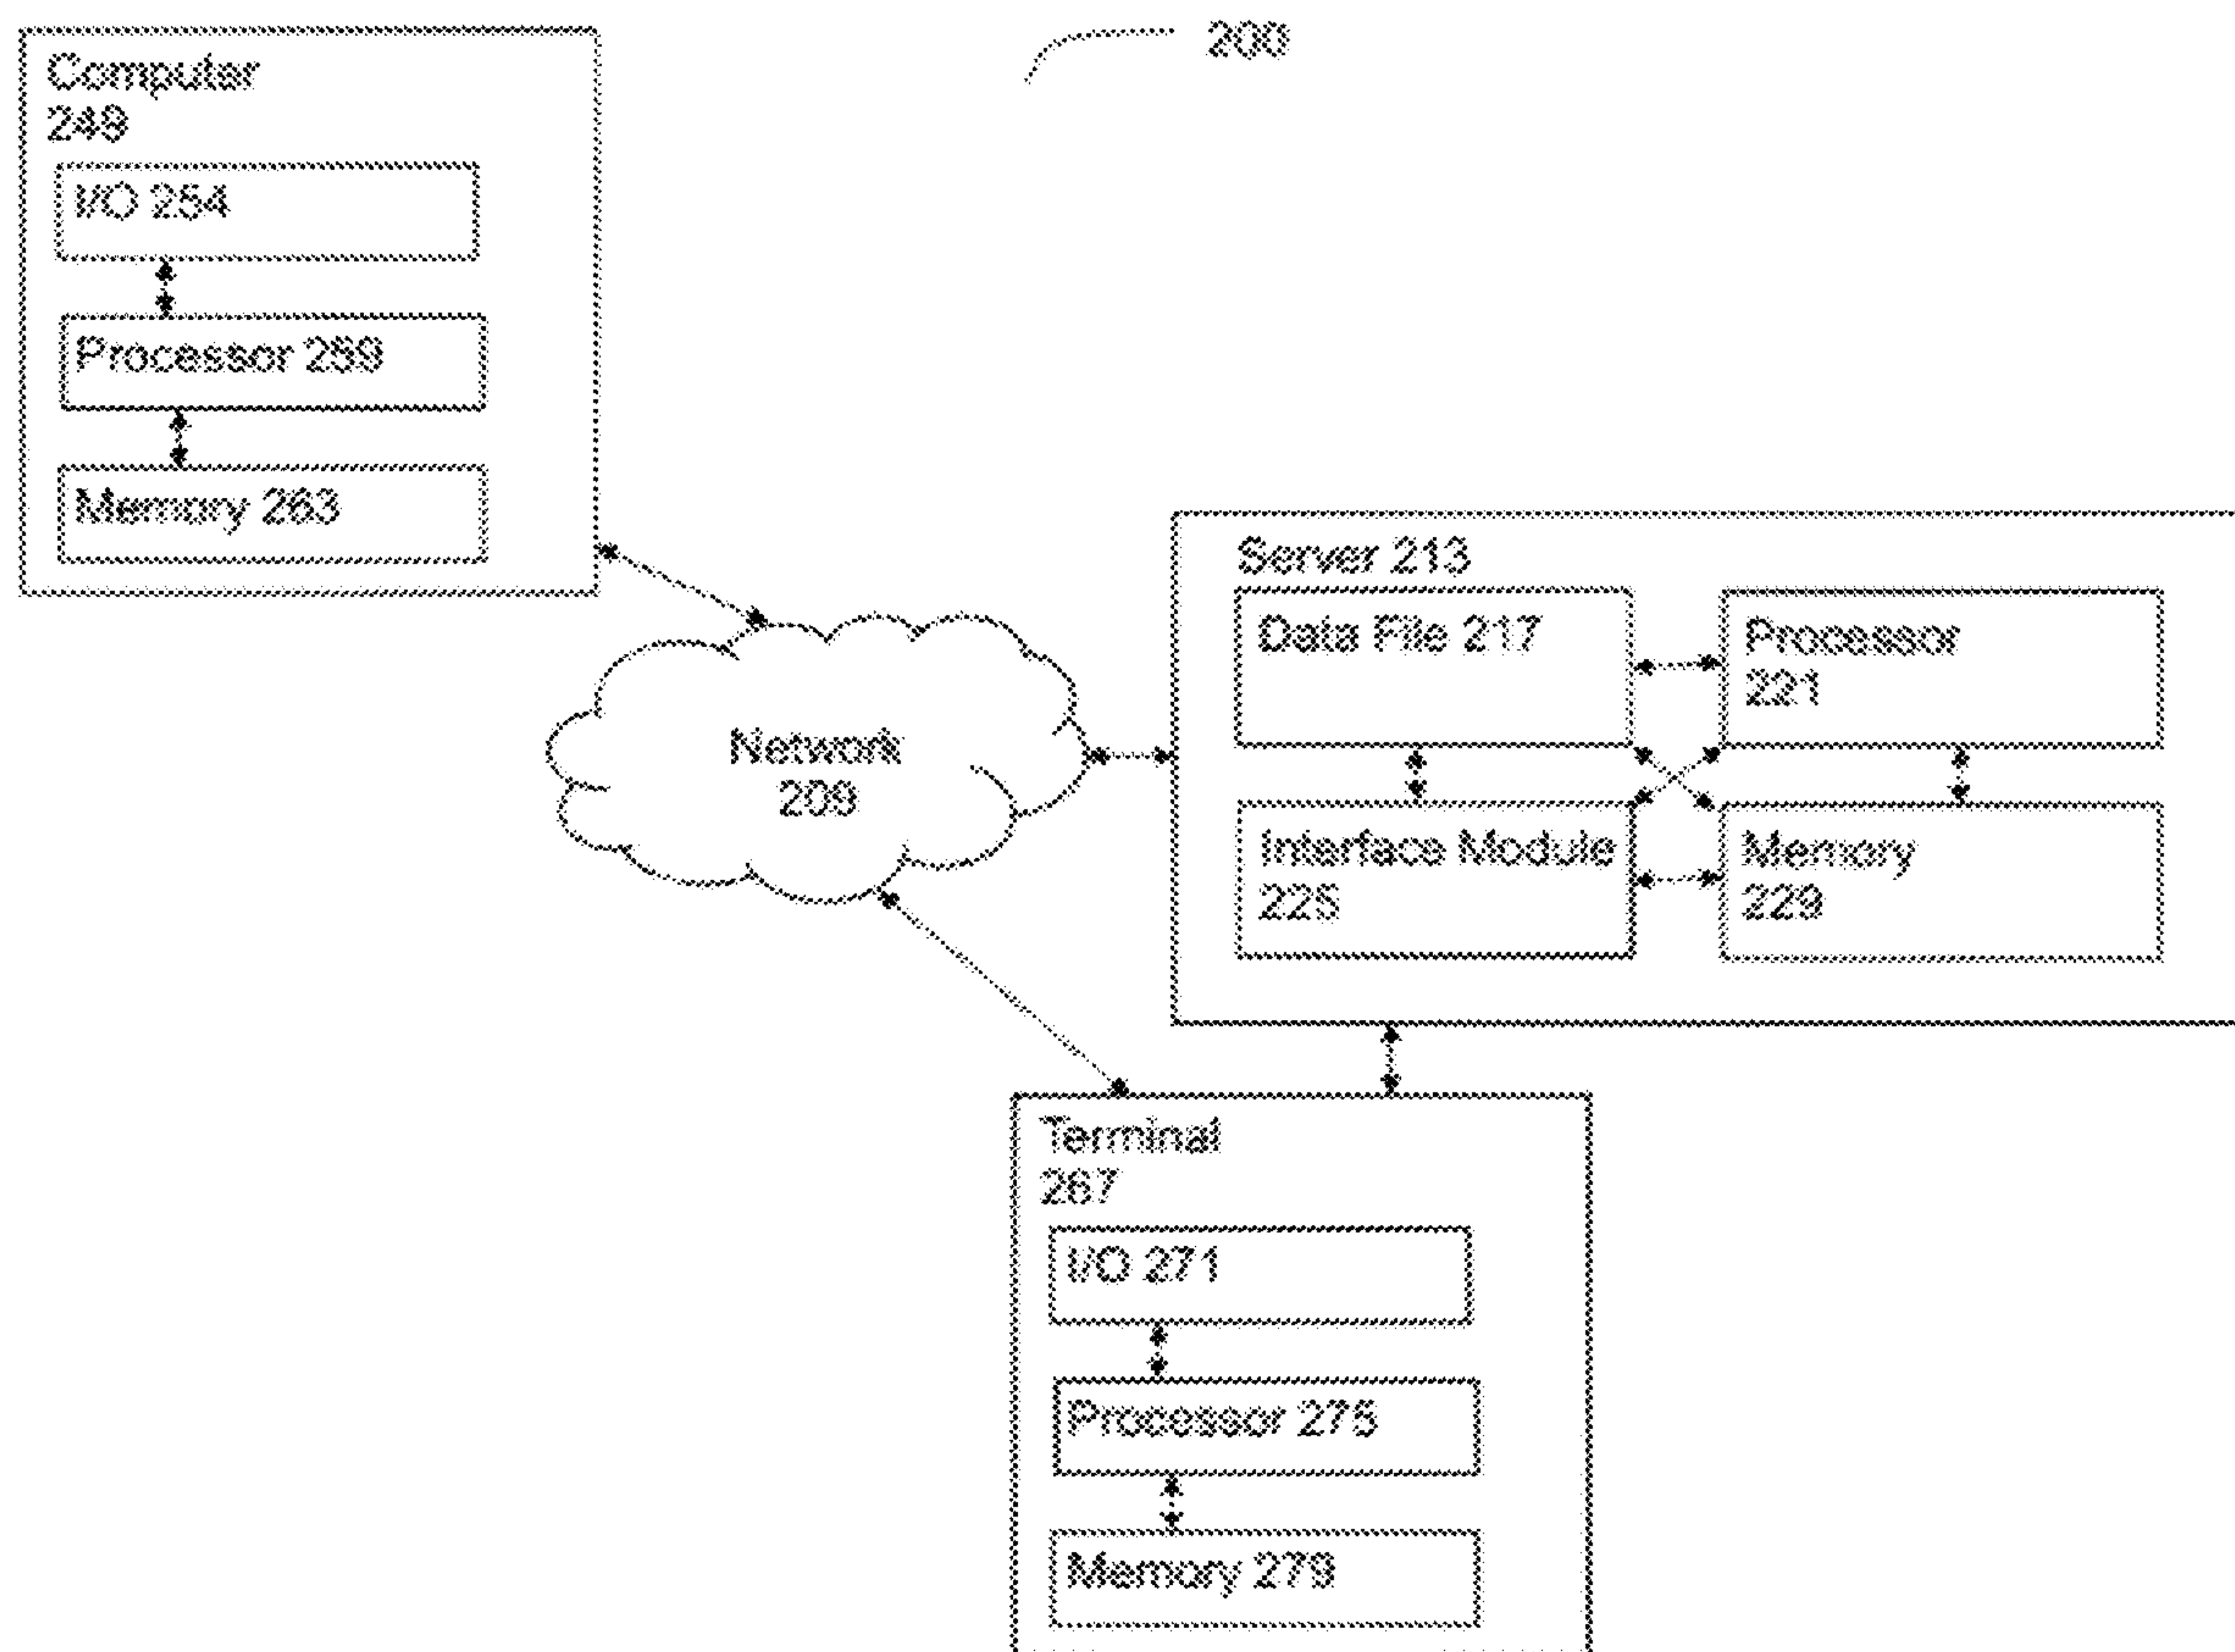 200
Computer
249
I/O 254
Processor 259
Memory 263
Server 213
Data File 217
Processor
221
Network
209
Interface Module
225
Memory
229
Terminal
267
I/O 271
Processor 275
Memory 279